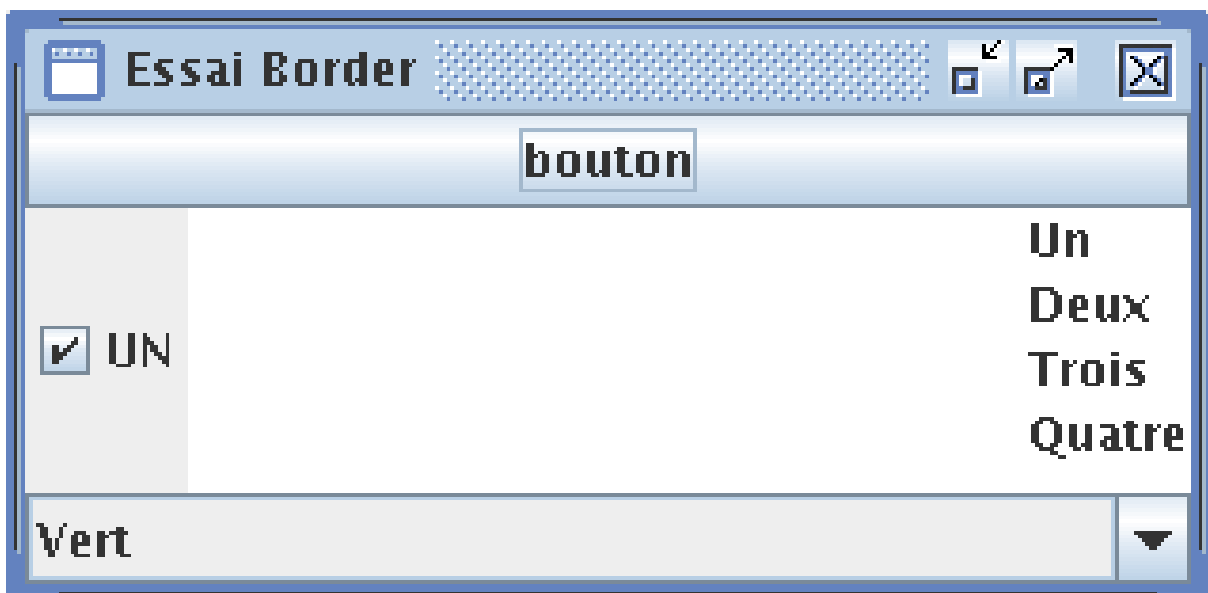 Essai Border
bouton
Un
Deux
Trois
UN
Quatre
Vert